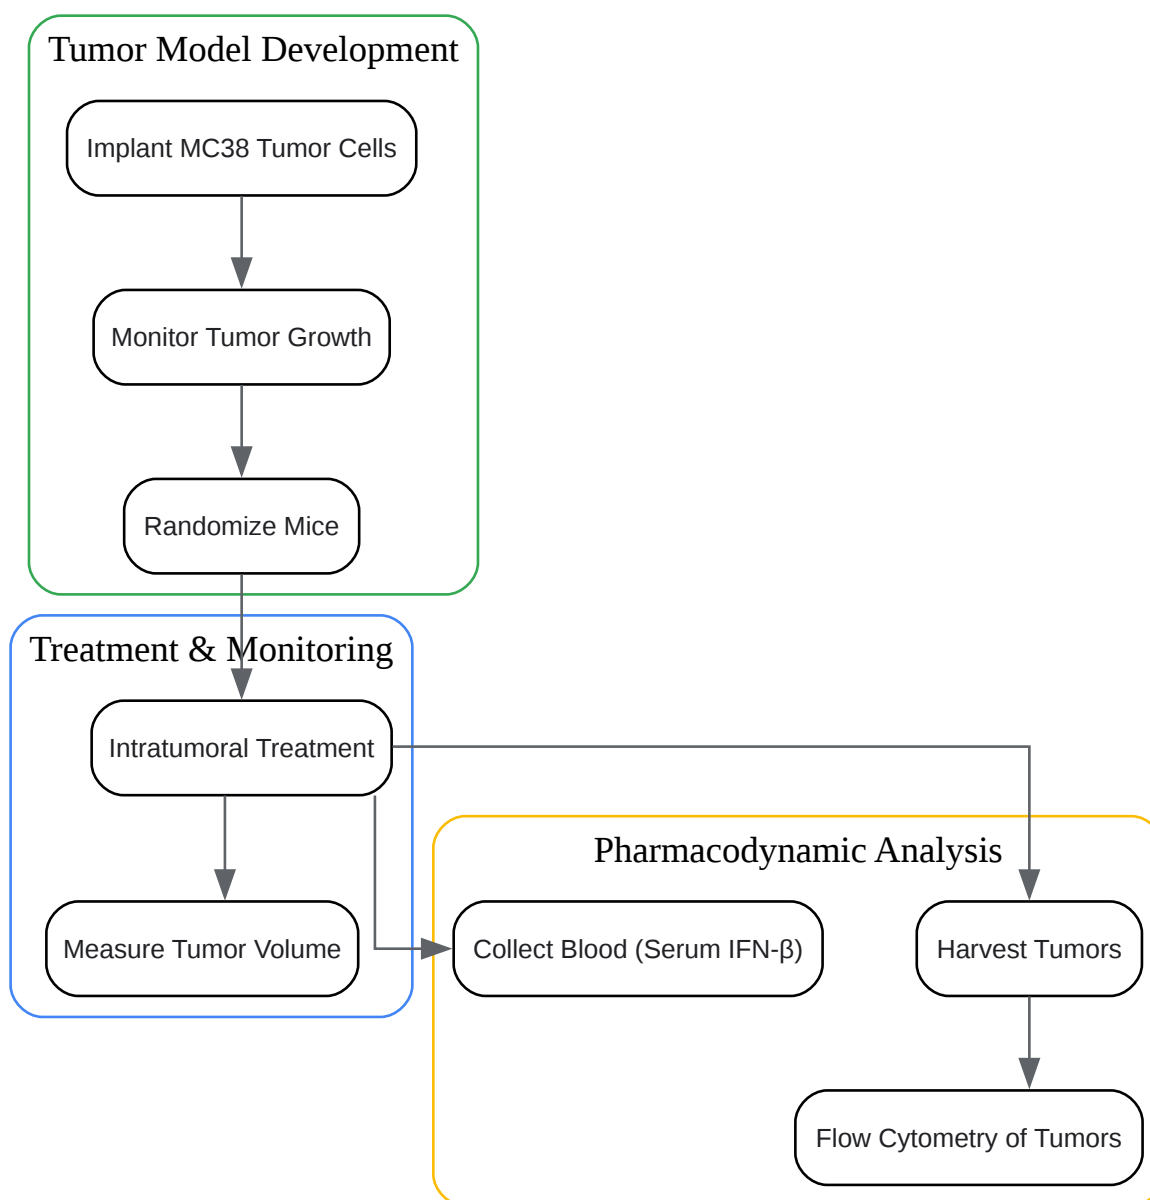 Tumor Model Development
Implant MC38 Tumor Cells
Monitor Tumor Growth
Randomize Mice
Treatment & Monitoring
Intratumoral Treatment
Measure Tumor Volume
Pharmacodynamic Analysis
Collect Blood (Serum IFN-β)
Harvest Tumors
Flow Cytometry of Tumors